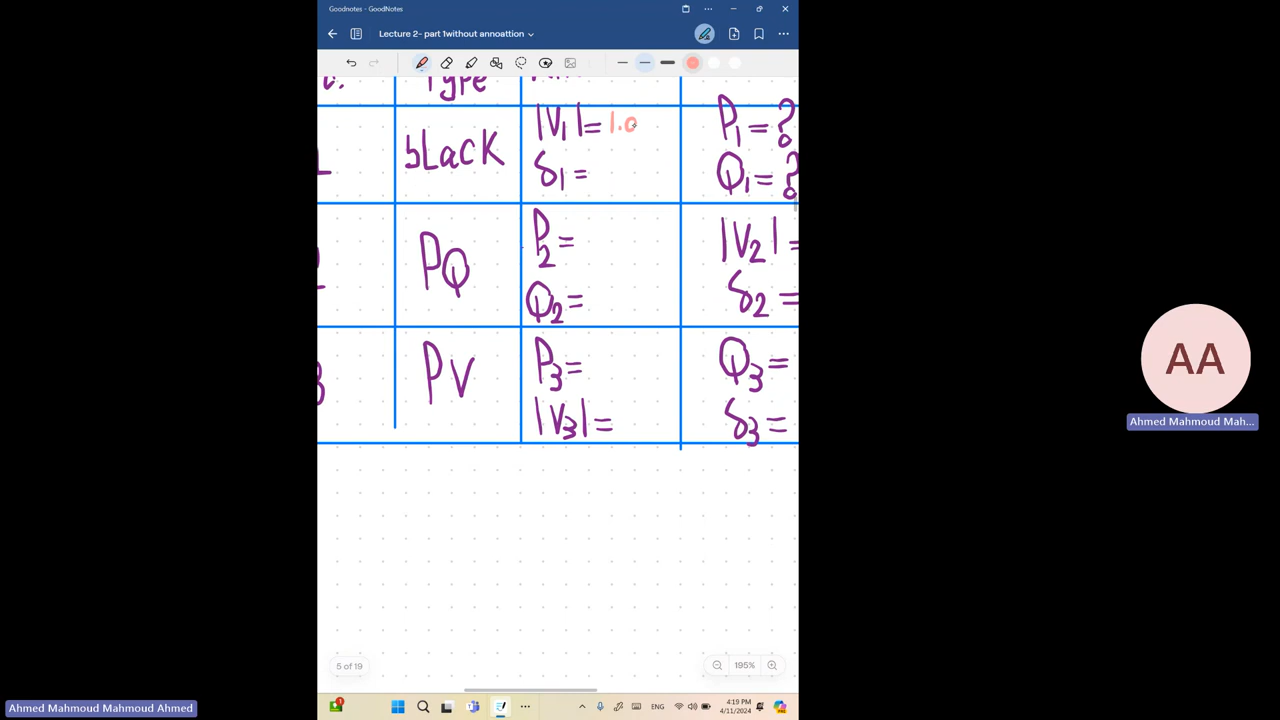 Goodnotes - GoodNotes
Lecture 2- part 1without annoattion
Type
|V1|= 1.0
δ1 =
P1 = ?
Q1 = ?
bLacK
PQ
P2 =
Q2 =
|V2| =
δ2 =
PV
P3 =
|V3| =
Q3 =
δ3 =
5 of 19
195%
AA
Ahmed Mahmoud Mah...
Ahmed Mahmoud Mahmoud Ahmed
ENG
4:19 PM
4/11/2024